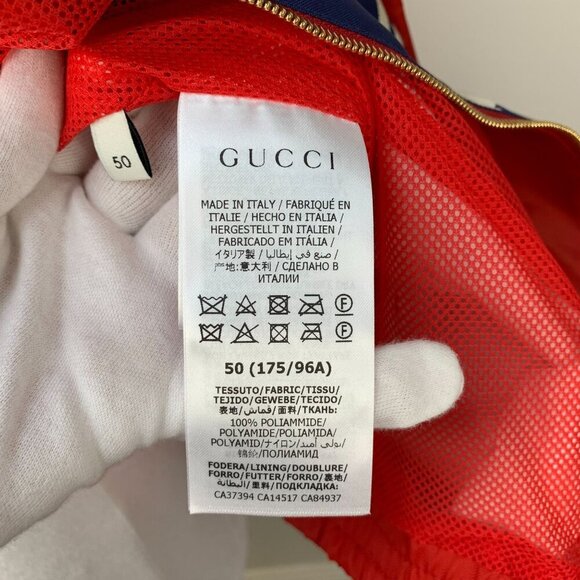 50
GUCCI
MADE IN ITALY / FABRIQUÉ EN
ITALIE / HECHO EN ITALIA /
HERGESTELLT IN ITALIEN /
FABRICADO EM ITÁLIA /
イタリア製 / صنع في إيطاليا /
产地:意大利 / СДЕЛАНО В
ИТАЛИИ
F
F
50 (175/96A)
TESSUTO/FABRIC/TISSU/
TEJIDO/GEWEBE/TECIDO/
表地/قماش/面料/ТКАНЬ:
100% POLIAMMIDE/
POLYAMIDE/POLIAMIDA/
POLYAMID/ナイロン/بولي أميد/
锦纶/ПОЛИАМИД
FODERA/LINING/DOUBLURE/
FORRO/FUTTER/FORRO/裏地/
البطانة/里料/ПОДКЛАДКА:
CA37394 CA14517 CA84937